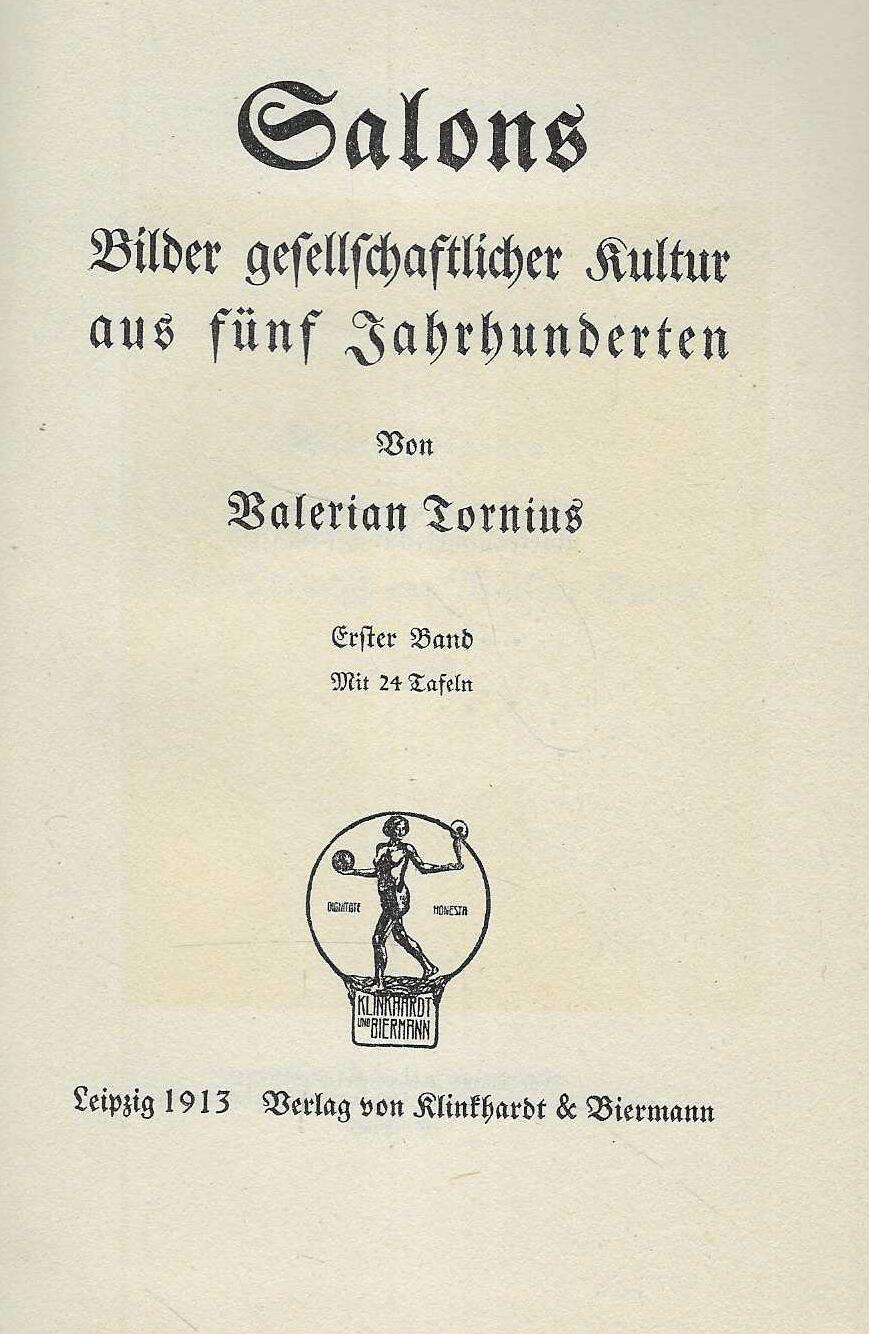 Salons
Bilder gesellschaftlicher Kultur
aus fünf Jahrhunderten
Von
Valerian Tornius
Erster Band
Mit 24 Tafeln
DIGNITATE HONESTA
KLINKHARDT
UND BIERMANN
Leipzig 1913 Verlag von Klinkhardt & Biermann